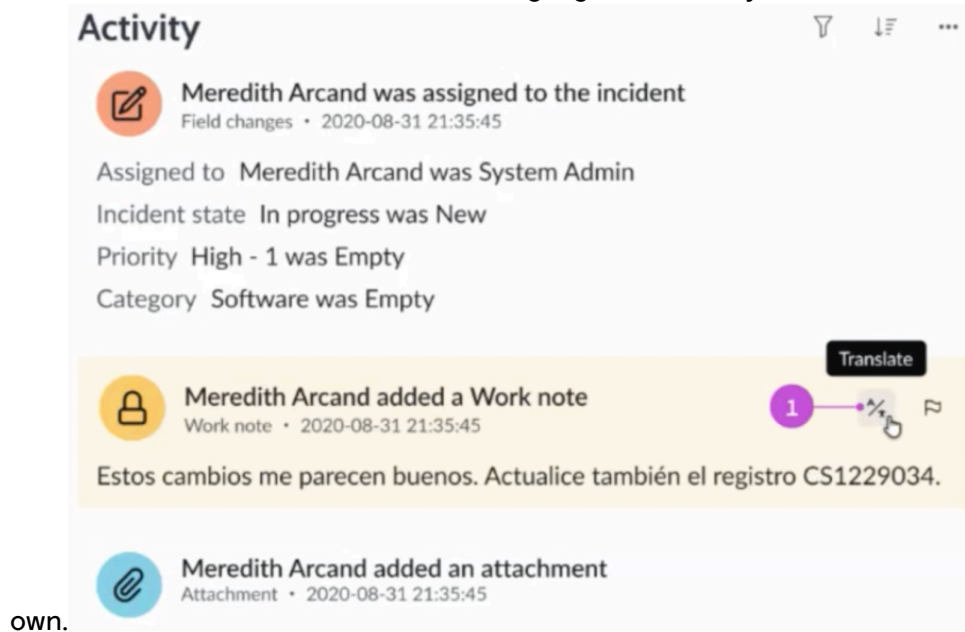 Activity
Meredith Arcand was assigned to the incident
Field changes • 2020-08-31 21:35:45
Assigned to Meredith Arcand was System Admin
Incident state In progress was New
Priority High - 1 was Empty
Category Software was Empty
Translate
Meredith Arcand added a Work note
1
Work note • 2020-08-31 21:35:45
Estos cambios me parecen buenos. Actualice también el registro CS1229034.
Meredith Arcand added an attachment
Attachment • 2020-08-31 21:35:45
own.